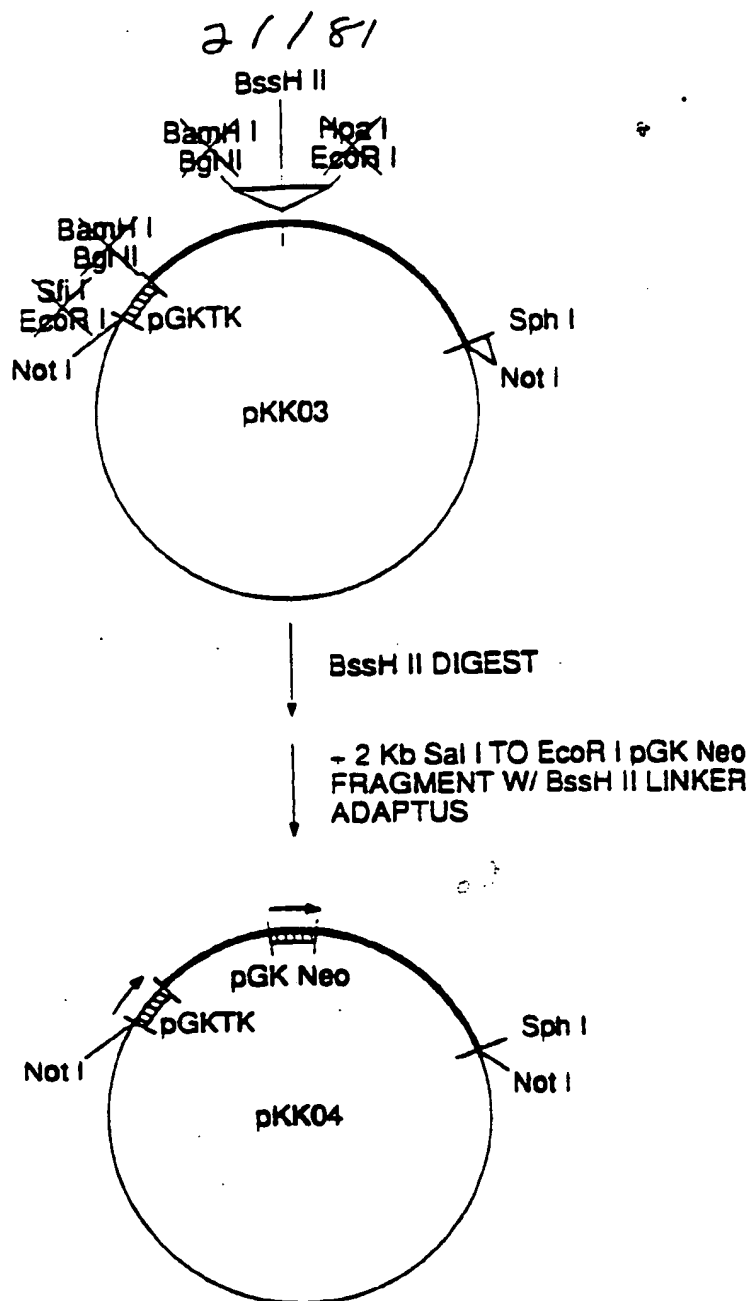 21/81
BssH II
BamH I
Bgl II
Hpa I
EcoR I
BamH I
Bgl II
Sfi I
EcoR I
pGKTK
Not I
Sph I
Not I
pKK03
BssH II DIGEST
~ 2 Kb Sal I TO EcoR I pGK Neo
FRAGMENT W/ BssH II LINKER
ADAPTUS
pGK Neo
pGKTK
Not I
Sph I
Not I
pKK04